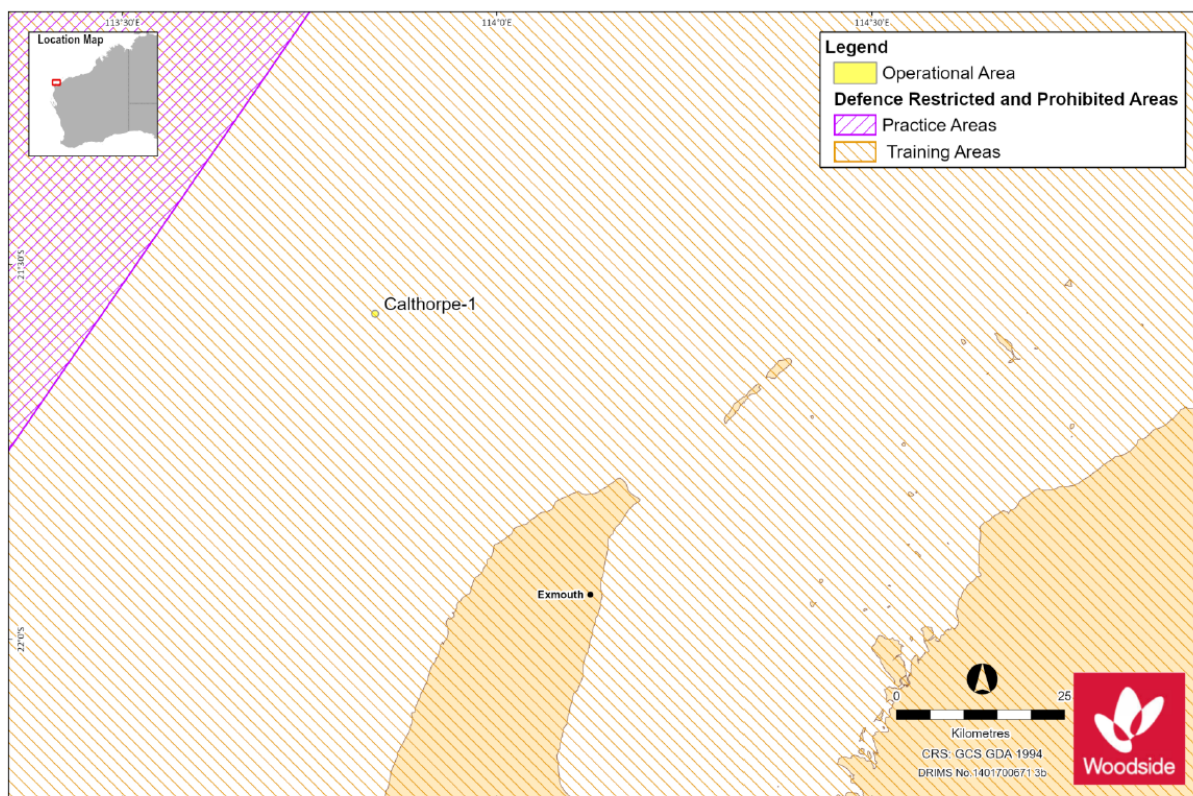 113°30'E
114°0'E
114°30'E
Location Map
Legend
Operational Area
Defence Restricted and Prohibited Areas
Practice Areas
Training Areas
21°30'S
Calthorpe-1
Exmouth
22°0'S
0 25
Kilometres
CRS: GCS GDA 1994
DRIMS No:1401700671.3b
Woodside